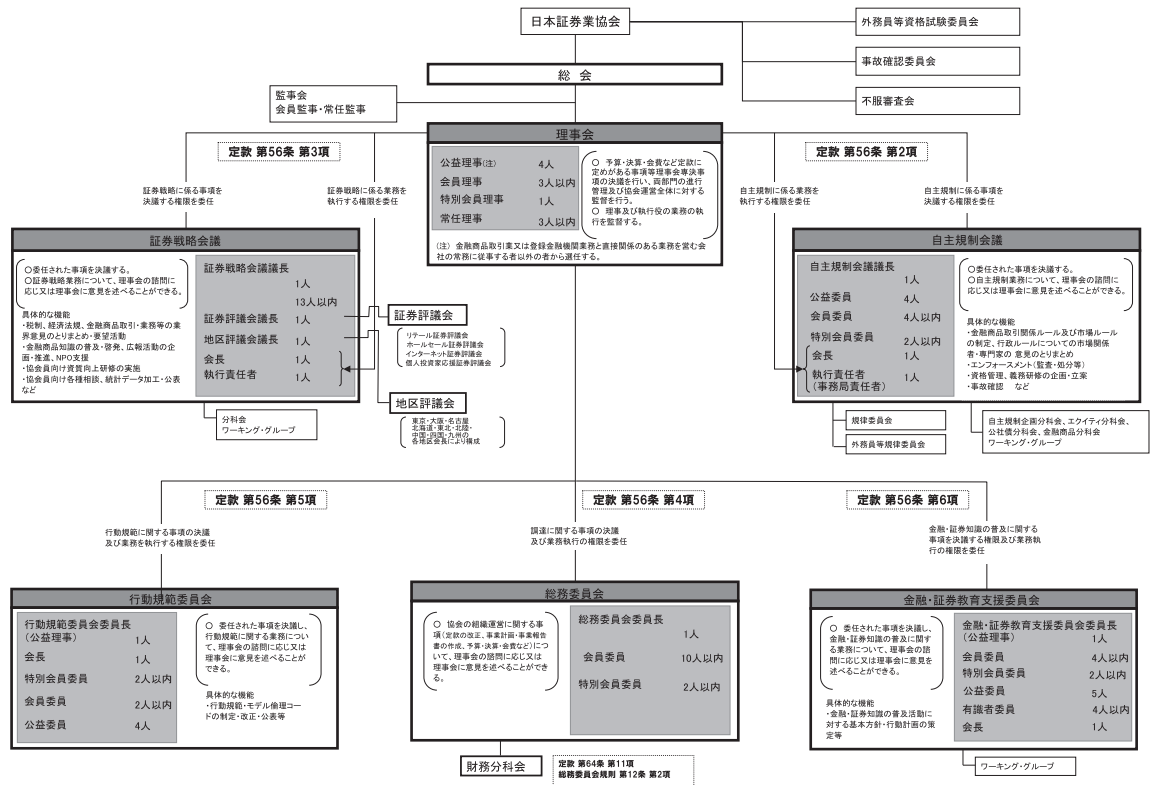 日本証券業協会
外務員等資格試験委員会
事故確認委員会
不服審査会
総 会
監事会
会員監事・常任監事
理事会
公益理事(注) 4人
会員理事 3人以内
特別会員理事 1人
常任理事 3人以内
○ 予算・決算・会費など定款に
定めがある事項等理事会専決事
項の決議を行い、両部門の進行
管理及び協会運営全体に対する
監督を行う。
○ 理事及び執行役の業務の執
行を監督する。
(注) 金融商品取引業又は登録金融機関業務と直接関係のある業務を営む会
社の常務に従事する者以外の者から選任する。
定款 第56条 第3項
証券戦略に係る事項を
決議する権限を委任
証券戦略に係る業務を
執行する権限を委任
定款 第56条 第2項
自主規制に係る業務を
執行する権限を委任
自主規制に係る事項を
決議する権限を委任
証券戦略会議
○委任された事項を決議する。
○証券戦略業務について、理事会の諮問に
応じ又は理事会に意見を述べることができる。
具体的な機能
・税制、経済法規、金融商品取引・業務等の業
界意見のとりまとめ・要望活動
・金融商品知識の普及・啓発、広報活動の企
画・推進、NPO支援
・協会員向け資質向上研修の実施
・協会員向け各種相談、統計データ加工・公表
など
証券戦略会議議長
1人
13人以内
証券評議会議長 1人
地区評議会議長 1人
会長 1人
執行責任者 1人
分科会
ワーキング・グループ
証券評議会
リテール証券評議会
ホールセール証券評議会
インターネット証券評議会
個人投資家応援証券評議会
地区評議会
東京・大阪・名古屋
北海道・東北・北陸・
中国・四国・九州の
各地区会長により構成
自主規制会議
自主規制会議議長
1人
公益委員 4人
会員委員 4人以内
特別会員委員 2人以内
会長 1人
執行責任者 1人
(事務局責任者)
○委任された事項を決議する。
○自主規制業務について、理事会の諮問に
応じ又は理事会に意見を述べることができる。
具体的な機能
・金融商品取引関係ルール及び市場ルール
の制定、行政ルールについての市場関係
者・専門家の 意見のとりまとめ
・エンフォースメント(監査・処分等)
・資格管理、義務研修の企画・立案
・事故確認 など
規律委員会
外務員等規律委員会
自主規制企画分科会、エクイティ分科会、
公社債分科会、金融商品分科会
ワーキング・グループ
定款 第56条 第5項
行動規範に関する事項の決議
及び業務を執行する権限を委任
定款 第56条 第4項
調達に関する事項の決議
及び業務執行の権限を委任
定款 第56条 第6項
金融・証券知識の普及に関する
事項を決議する権限及び業務執
行の権限を委任
行動規範委員会
行動規範委員会委員長
(公益理事) 1人
会長 1人
特別会員委員 2人以内
会員委員 2人以内
公益委員 4人
○ 委任された事項を決議し、
行動規範に関する業務につい
て、理事会の諮問に応じ又は
理事会に意見を述べることが
できる。
具体的な機能
・行動規範・モデル倫理コー
ドの制定・改正・公表等
総務委員会
○ 協会の組織運営に関する事
項(定款の改正、事業計画・事業報告
書の作成、予算・決算・会費など)につ
いて、理事会の諮問に応じ又は
理事会に意見を述べることができ
る。
総務委員会委員長
1人
会員委員 10人以内
特別会員委員 2人以内
財務分科会
定款 第64条 第11項
総務委員会規則 第12条 第2項
金融・証券教育支援委員会
○ 委任された事項を決議し、
金融・証券知識の普及に関す
る業務について、理事会の諮
問に応じ又は理事会に意見を
述べることができる。
具体的な機能
・金融・証券知識の普及活動に
対する基本方針・行動計画の策
定等
金融・証券教育支援委員会委員長
(公益理事) 1人
会員委員 4人以内
特別会員委員 2人以内
公益委員 5人
有識者委員 4人以内
会長 1人
ワーキング・グループ